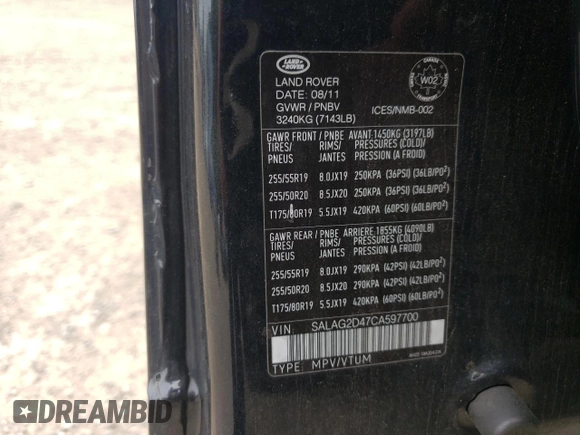 LAND ROVER
LAND ROVER
DATE: 08/11
GVWR / PNBV
3240KG (7143LB)
CANADA
W02
ICES/NMB-002
GAWR FRONT / PNBE AVANT 1450KG (3197LB)
TIRES/ RIMS/ PRESSURES (COLD)/
PNEUS JANTES PRESSION (A FROID)
255/55R19 8.0JX19 250KPA (36PSI) (36LB/PO²)
255/50R20 8.5JX20 250KPA (36PSI) (36LB/PO²)
T175/80R19 5.5JX19 420KPA (60PSI) (60LB/PO²)
GAWR REAR / PNBE ARRIERE 1855KG (4090LB)
TIRES/ RIMS/ PRESSURES (COLD)/
PNEUS JANTES PRESSION (A FROID)
255/55R19 8.0JX19 290KPA (42PSI) (42LB/PO²)
255/50R20 8.5JX20 290KPA (42PSI) (42LB/PO²)
T175/80R19 5.5JX19 420KPA (60PSI) (60LB/PO²)
VIN: SALAG2D47CA597700
TYPE: MPV/VTUM
DREAMBID